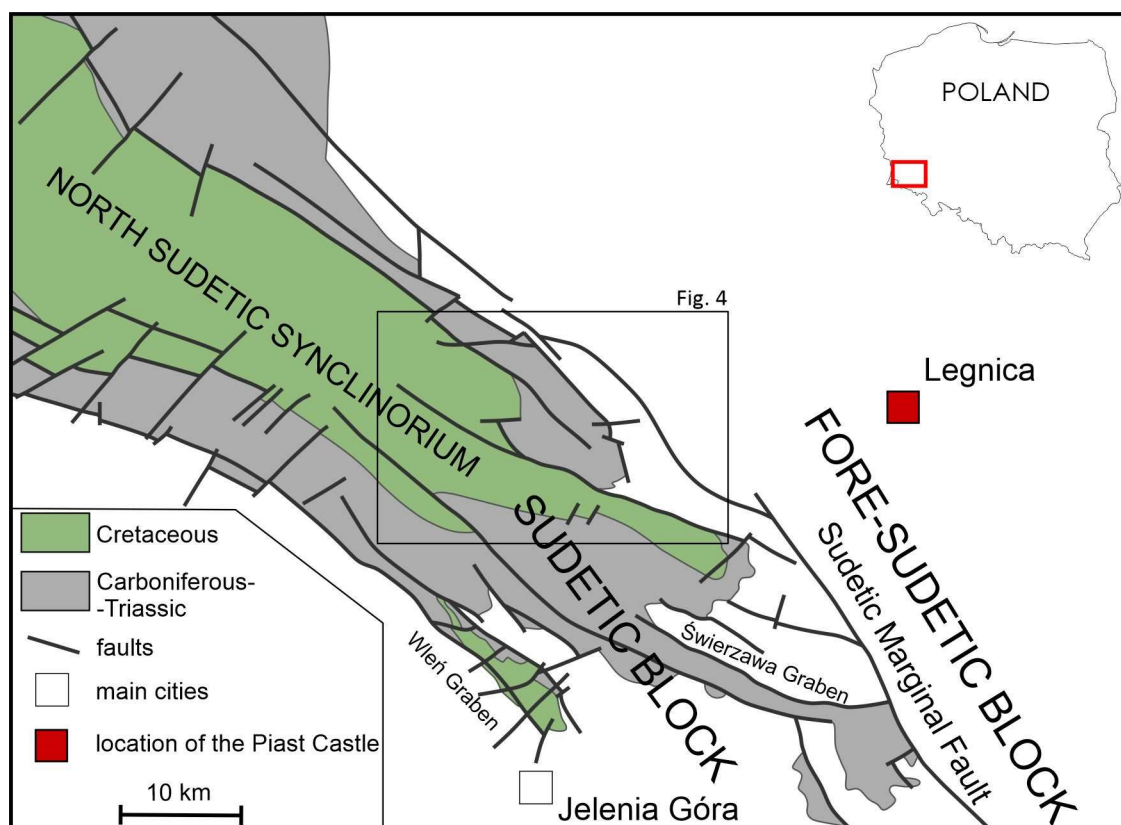 POLAND
Fig. 4
NORTH SUDETIC SYNCLINORIUM
Legnica
FORE-SUDETIC BLOCK
Sudetic Marginal Fault
SUDETIC BLOCK
Świerzawa Graben
Wleń Graben
Jelenia Góra
Cretaceous
Carboniferous-
-Triassic
faults
main cities
location of the Piast Castle
10 km